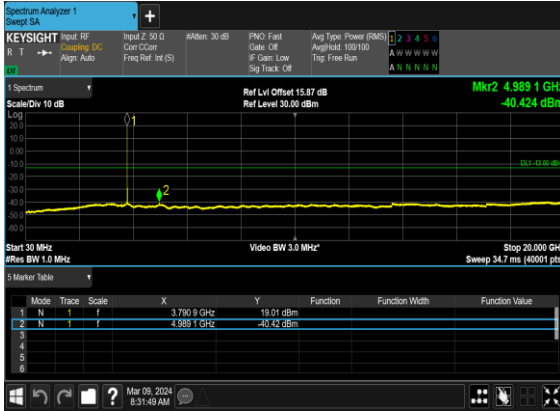 Spectrum Analyzer 1
Swept SA
+
KEYSIGHT Input: RF Input Z: 50 Ω #Atten: 30 dB PNO: Fast Avg Type: Power (RMS) 1 2 3 4 5 6
R T Coupling: DC Corr CCorr Gate: Off Avg|Hold: 100/100 A W W W W W
Align: Auto Freq Ref: Int (S) IF Gain: Low Trig: Free Run
Sig Track: Off A N N N N N
1 Spectrum Ref Lvl Offset 15.87 dB Mkr2 4.989 1 GHz
Scale/Div 10 dB Ref Level 30.00 dBm -40.424 dBm
Log
20.0
10.0
0.00
-10.0
DL1 -13.00 dBm
-20.0
-30.0
-40.0
-50.0
-60.0
1
2
Start 30 MHz Video BW 3.0 MHz* Stop 20.000 GHz
#Res BW 1.0 MHz Sweep 34.7 ms (40001 pts)
5 Marker Table
Mode Trace Scale X Y Function Function Width Function Value
1 N 1 f 3.790 9 GHz 19.01 dBm
2 N 1 f 4.989 1 GHz -40.42 dBm
3
4
5
6
? Mar 09, 2024
8:31:49 AM